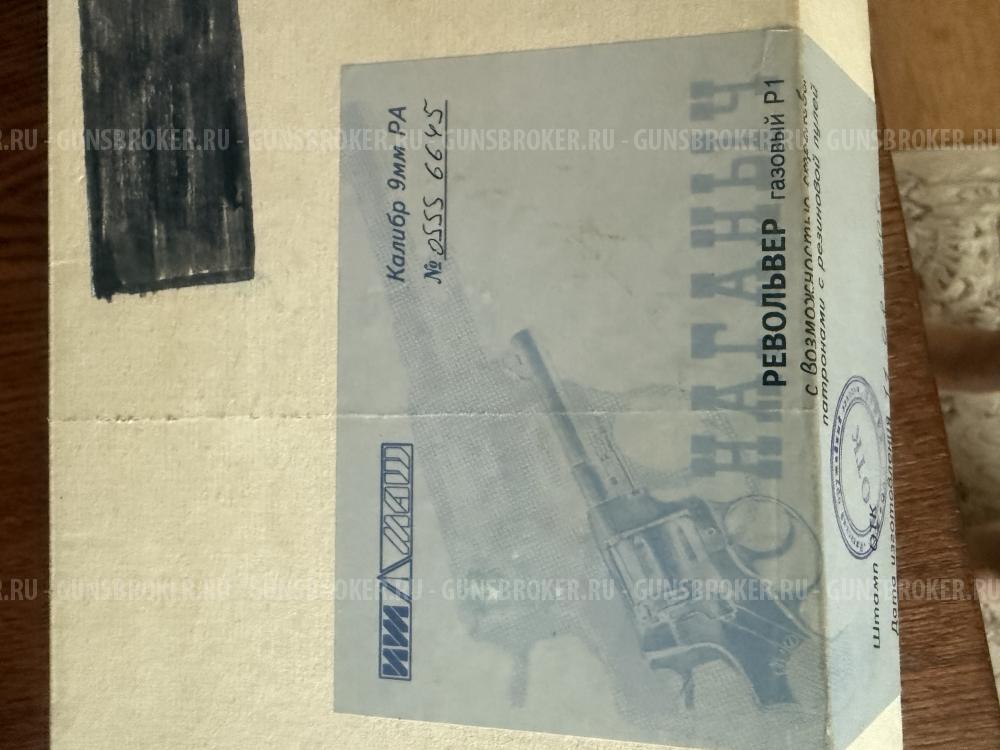 ИЖМАШ
Калибр 9мм РА
№ 0555 6645
НАГАНЫЧ
РЕВОЛЬВЕР газовый Р1
с возможностью стрельбы
патронами с резиновой пулей
Штамп ОТК
ОТК
Дата изготовления
GUNSBROKER.RU - GUNSBROKER.RU - GUNSBROKER.RU - GUNSBROKER.RU - GUNSBROKER.RU
GUNSBROKER.RU - GUNSBROKER.RU - GUNSBROKER.RU - GUNSBROKER.RU - GUNSBROKER.RU